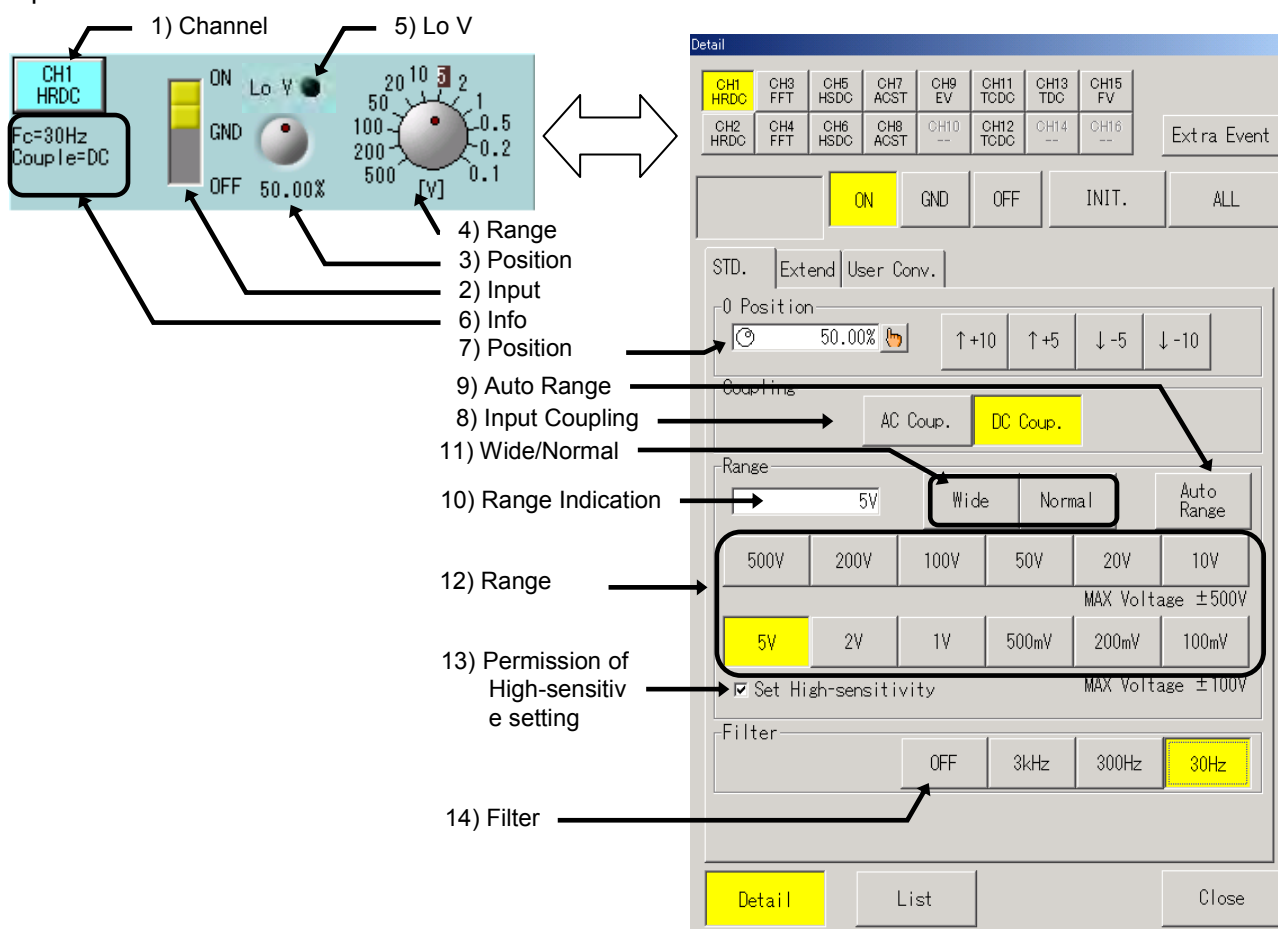 1) Channel
5) Lo V
CH1
HRDC
Fc=30Hz
Couple=DC
ON
GND
OFF
Lo V
50.00%
500
200
100
50
20
10
5
2
1
0.5
0.2
0.1
[V]
4) Range
3) Position
2) Input
6) Info
7) Position
9) Auto Range
8) Input Coupling
11) Wide/Normal
10) Range Indication
12) Range
13) Permission of
High-sensitiv
e setting
14) Filter
Detail
CH1 HRDC
CH3 FFT
CH5 HSDC
CH7 ACST
CH9 EV
CH11 TCDC
CH13 TDC
CH15 FV
CH2 HRDC
CH4 FFT
CH6 HSDC
CH8 ACST
CH10 --
CH12 TCDC
CH14 --
CH16 --
Extra Event
ON GND OFF INIT. ALL
STD. Extend User Conv.
0 Position
50.00% ↑+10 ↑+5 ↓-5 ↓-10
Coupling
AC Coup. DC Coup.
Range
5V Wide Normal Auto Range
500V 200V 100V 50V 20V 10V
MAX Voltage ±500V
5V 2V 1V 500mV 200mV 100mV
Set High-sensitivity MAX Voltage ±100V
Filter
OFF 3kHz 300Hz 30Hz
Detail List Close